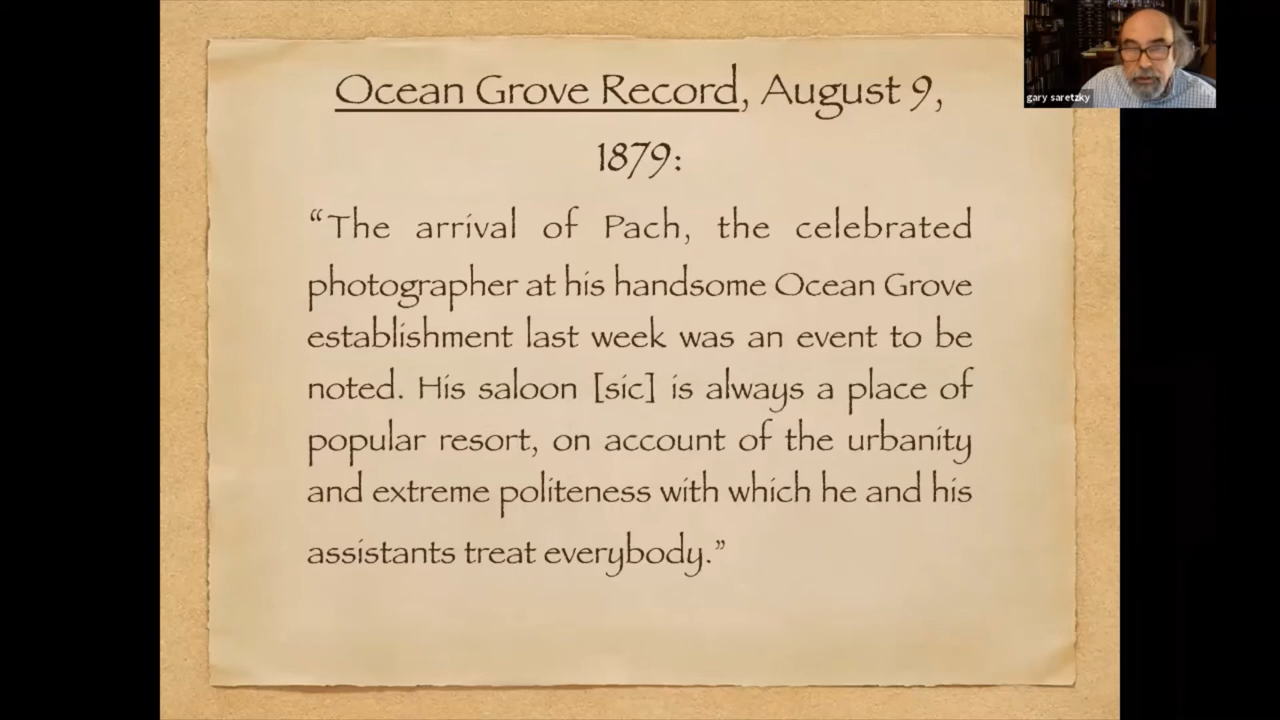 Ocean Grove Record, August 9,
1879:
“The arrival of Pach, the celebrated
photographer at his handsome Ocean Grove
establishment last week was an event to be
noted. His saloon [sic] is always a place of
popular resort, on account of the urbanity
and extreme politeness with which he and his
assistants treat everybody.”
gary saretzky